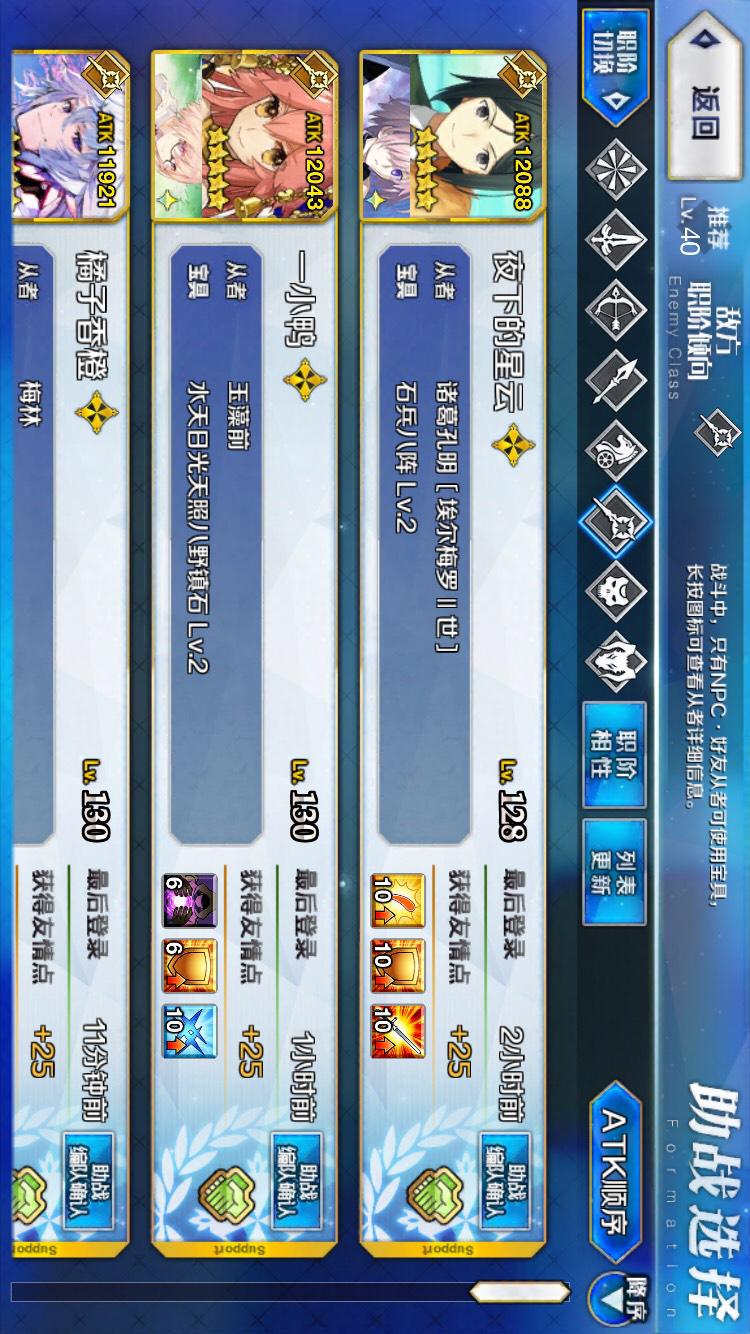 返回
推荐
Lv.40
敌方
职阶倾向
Enemy Class
战斗中，只有NPC·好友从者可使用宝具，
长按图标可查看从者详细信息。
助战选择
Formation
职阶
切换
职阶
相性
列表
更新
ATK顺序
降序
ATK 12088
夜下的星云
Lv. 128
从者 诸葛孔明［埃尔梅罗Ⅱ世］
宝具 石兵八阵 Lv.2
最后登录 2小时前
获得友情点 +25
10 10 10
助战
编队确认
Support
ATK 12043
一小鸭
Lv. 130
从者 玉藻前
宝具 水天日光天照八野镇石 Lv.2
最后登录 1小时前
获得友情点 +25
6 6 10
助战
编队确认
Support
ATK 11921
橘子香橙
Lv. 130
从者 梅林
最后登录 11分钟前
获得友情点 +25
助战
编队确认
Support